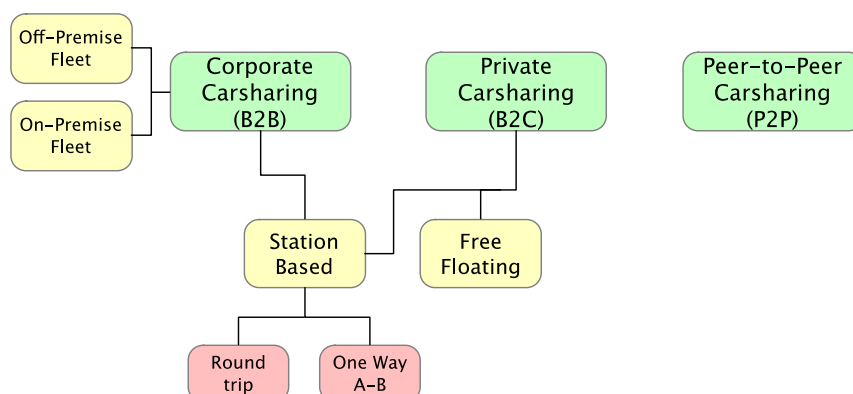 Off-Premise
Fleet
On-Premise
Fleet
Corporate
Carsharing
(B2B)
Private
Carsharing
(B2C)
Peer-to-Peer
Carsharing
(P2P)
Station
Based
Free
Floating
Round
trip
One Way
A-B